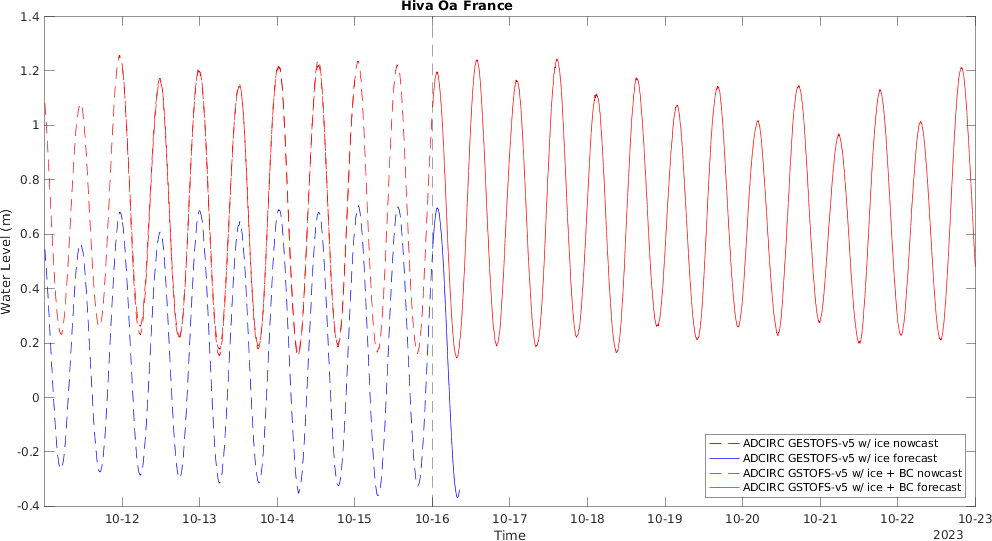 Hiva Oa France
1.4
1.2
1
0.8
0.6
0.4
0.2
0
-0.2
-0.4
Water Level (m)
ADCIRC GESTOFS-v5 w/ ice nowcast
ADCIRC GESTOFS-v5 w/ ice forecast
ADCIRC GSTOFS-v5 w/ ice + BC nowcast
ADCIRC GSTOFS-v5 w/ ice + BC forecast
10-12 10-13 10-14 10-15 10-16 10-17 10-18 10-19 10-20 10-21 10-22 10-23
Time
2023